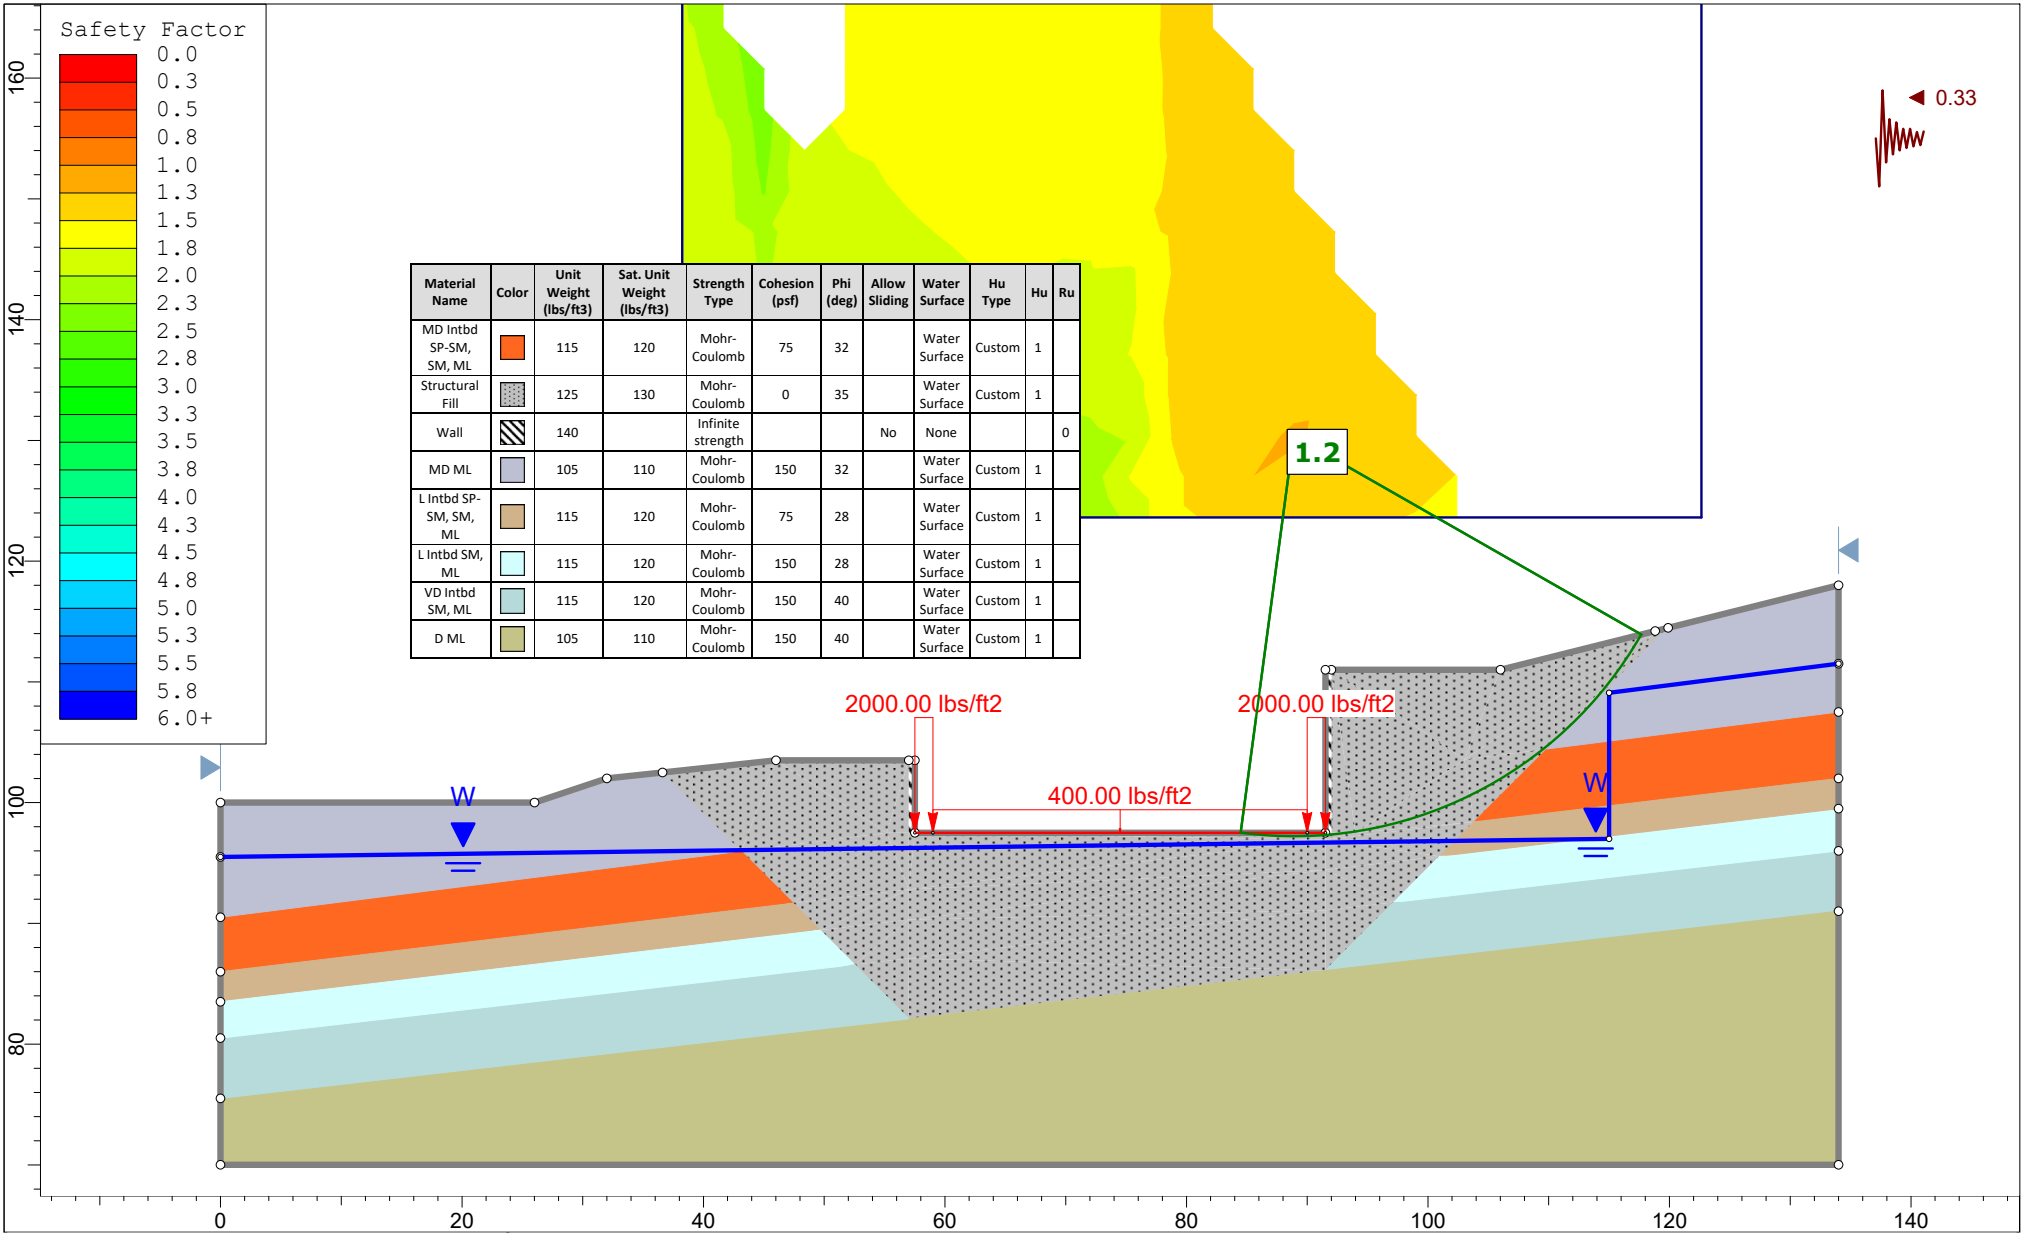 Safety Factor
0.0
0.3
0.5
0.8
1.0
1.3
1.5
1.8
2.0
2.3
2.5
2.8
3.0
3.3
3.5
3.8
4.0
4.3
4.5
4.8
5.0
5.3
5.5
5.8
6.0+
0.33
Material Name Color Unit Weight (lbs/ft3) Sat. Unit Weight (lbs/ft3) Strength Type Cohesion (psf) Phi (deg) Allow Sliding Water Surface Hu Type Hu Ru
MD Intbd SP-SM, SM, ML 115 120 Mohr-Coulomb 75 32 Water Surface Custom 1
Structural Fill 125 130 Mohr-Coulomb 0 35 Water Surface Custom 1
Wall 140 Infinite strength No None 0
MD ML 105 110 Mohr-Coulomb 150 32 Water Surface Custom 1
L Intbd SP-SM, SM, ML 115 120 Mohr-Coulomb 75 28 Water Surface Custom 1
L Intbd SM, ML 115 120 Mohr-Coulomb 150 28 Water Surface Custom 1
VD Intbd SM, ML 115 120 Mohr-Coulomb 150 40 Water Surface Custom 1
D ML 105 110 Mohr-Coulomb 150 40 Water Surface Custom 1
1.2
2000.00 lbs/ft2
2000.00 lbs/ft2
400.00 lbs/ft2
W
W
160
140
120
100
80
0 20 40 60 80 100 120 140